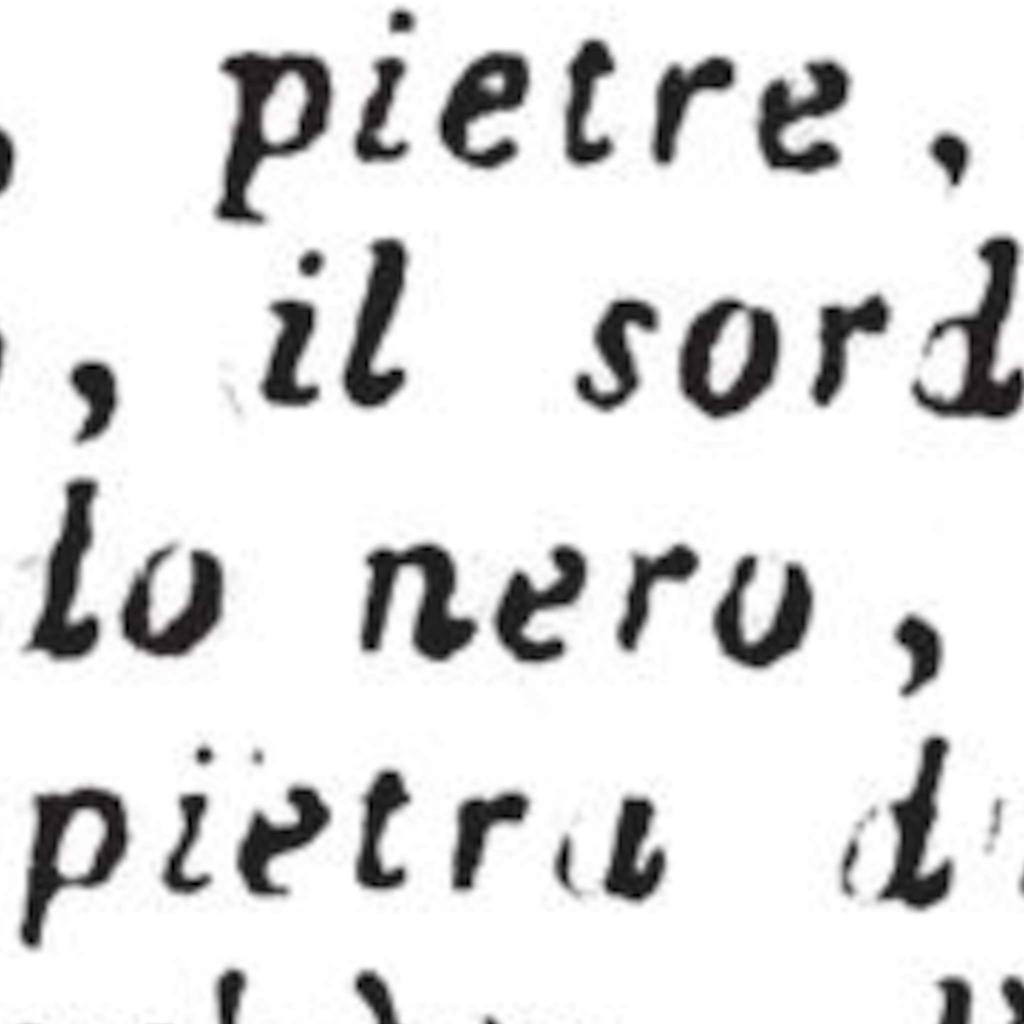 , pietre,
, il sord
lo nero,
pietra d